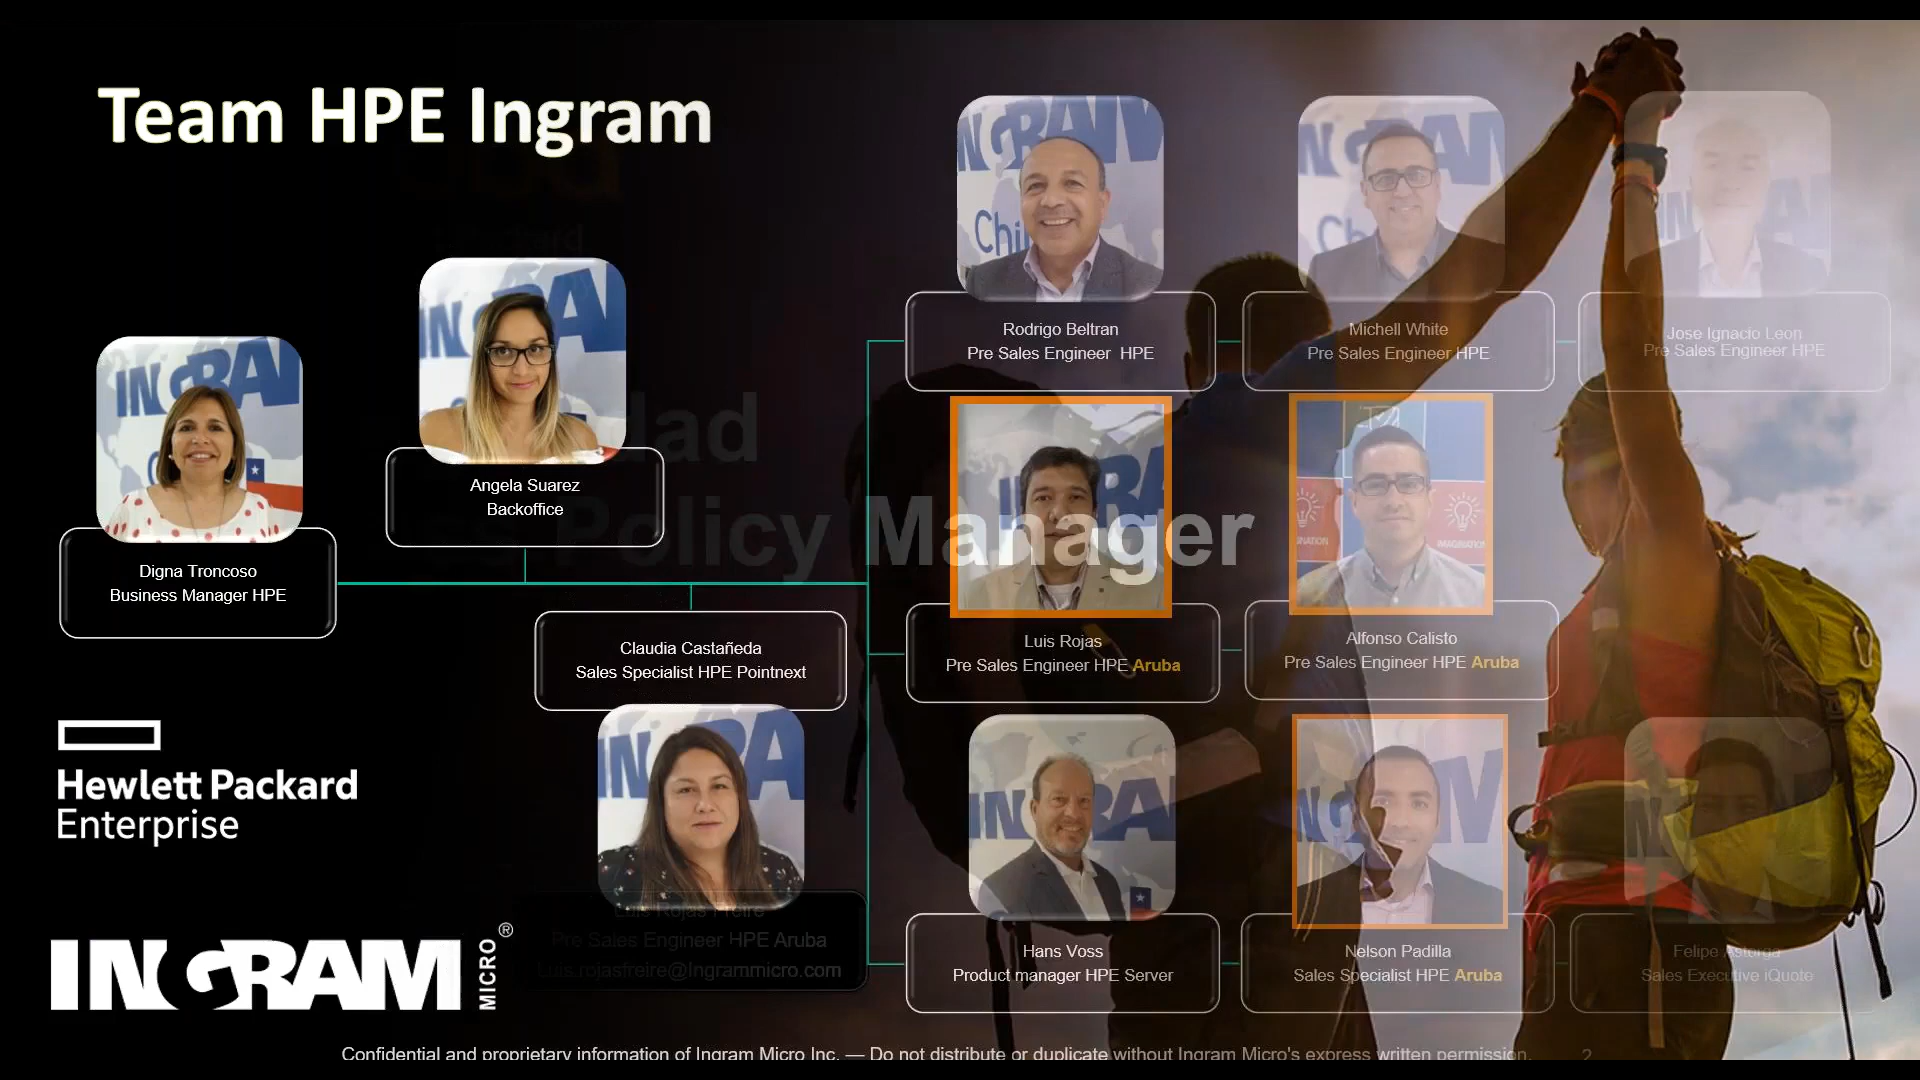 Team HPE Ingram
Digna Troncoso
Business Manager HPE
Angela Suarez
Backoffice
Claudia Castañeda
Sales Specialist HPE Pointnext
Rodrigo Beltran
Pre Sales Engineer HPE
Michell White
Pre Sales Engineer HPE
Jose Ignacio Leon
Pre Sales Engineer HPE
dad
ss Policy Manager
Luis Rojas
Pre Sales Engineer HPE Aruba
Alfonso Calisto
Pre Sales Engineer HPE Aruba
Hans Voss
Product manager HPE Server
Nelson Padilla
Sales Specialist HPE Aruba
Felipe Astorga
Sales Executive iQuote
Luis Rojas Freire
Pre Sales Engineer HPE Aruba
Luis.rojasfreire@Ingrammicro.com
Hewlett Packard
Enterprise
INGRAM MICRO ®
Confidential and proprietary information of Ingram Micro Inc. — Do not distribute or duplicate without Ingram Micro's express written permission.
2